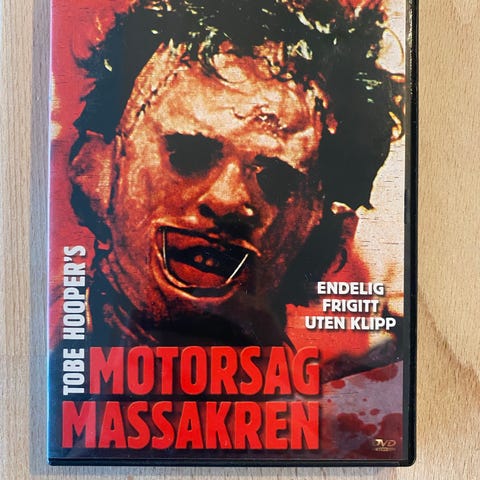 TOBE HOOPER'S
ENDELIG
FRIGITT
UTEN KLIPP
MOTORSAG
MASSAKREN
DVD